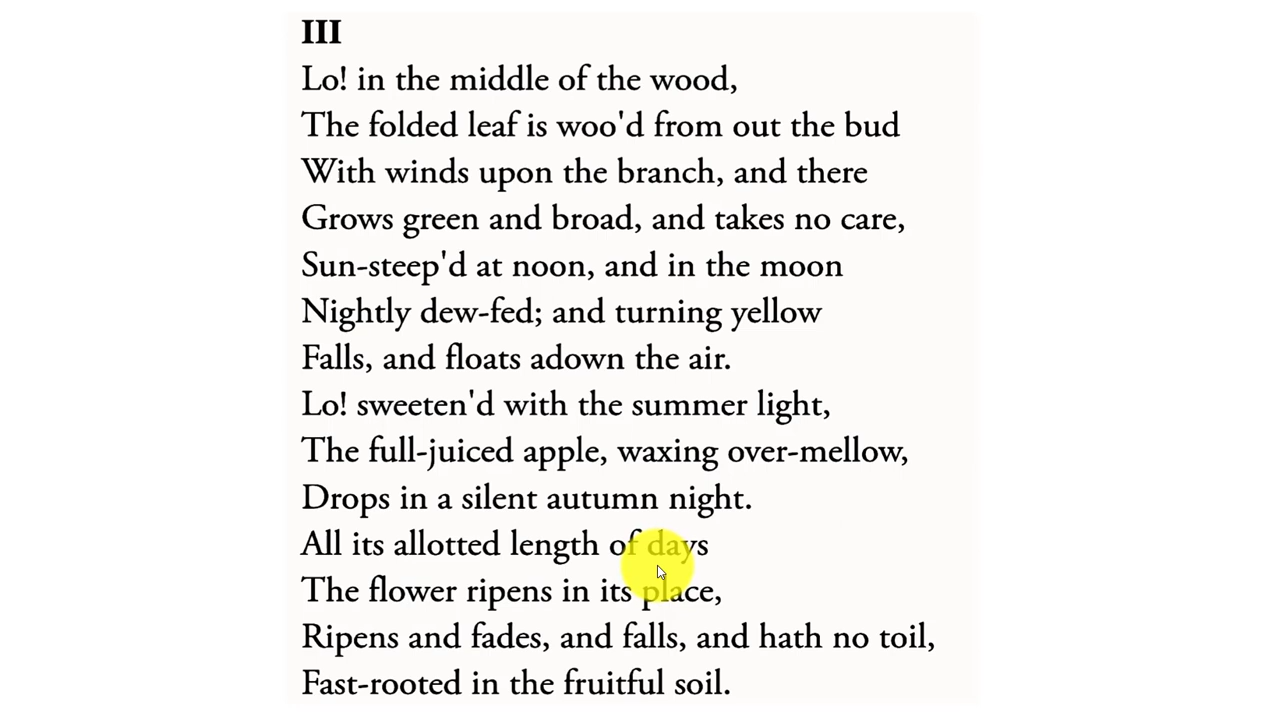 III
Lo! in the middle of the wood,
The folded leaf is woo'd from out the bud
With winds upon the branch, and there
Grows green and broad, and takes no care,
Sun-steep'd at noon, and in the moon
Nightly dew-fed; and turning yellow
Falls, and floats adown the air.
Lo! sweeten'd with the summer light,
The full-juiced apple, waxing over-mellow,
Drops in a silent autumn night.
All its allotted length of days
The flower ripens in its place,
Ripens and fades, and falls, and hath no toil,
Fast-rooted in the fruitful soil.